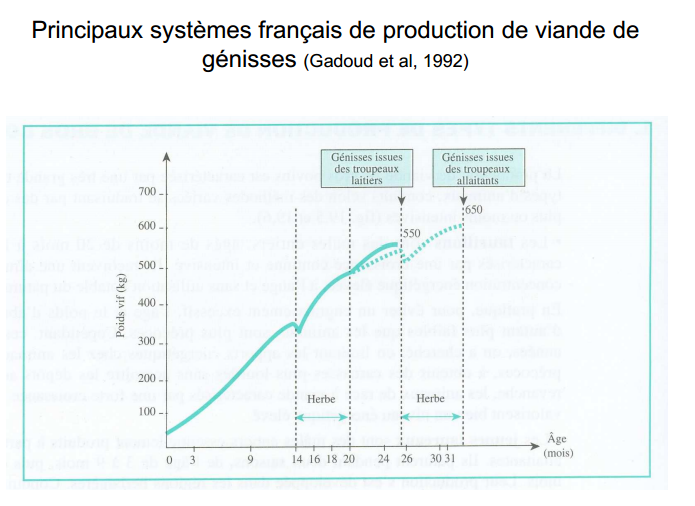 Principaux systèmes français de production de viande de
génisses (Gadoud et al, 1992)
Génisses issues
des troupeaux
laitiers
Génisses issues
des troupeaux
allaitants
Poids vif (kg)
700
600
500
400
300
200
100
550
650
Herbe
Herbe
0 3 9 14 16 18 20 24 26 30 31
Âge
(mois)